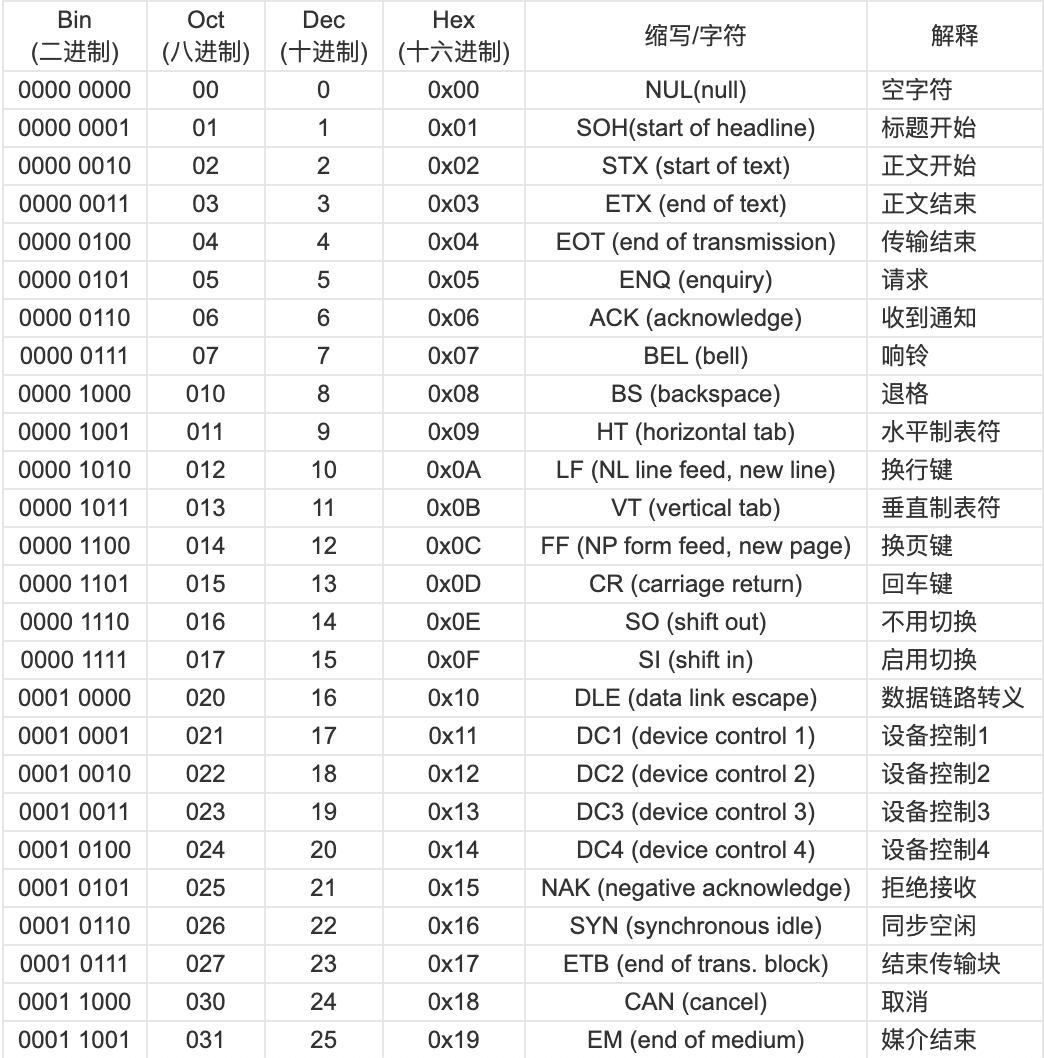 Bin Oct Dec Hex 缩写/字符 解释
(二进制) (八进制) (十进制) (十六进制)
0000 0000 00 0 0x00 NUL(null) 空字符
0000 0001 01 1 0x01 SOH(start of headline) 标题开始
0000 0010 02 2 0x02 STX (start of text) 正文开始
0000 0011 03 3 0x03 ETX (end of text) 正文结束
0000 0100 04 4 0x04 EOT (end of transmission) 传输结束
0000 0101 05 5 0x05 ENQ (enquiry) 请求
0000 0110 06 6 0x06 ACK (acknowledge) 收到通知
0000 0111 07 7 0x07 BEL (bell) 响铃
0000 1000 010 8 0x08 BS (backspace) 退格
0000 1001 011 9 0x09 HT (horizontal tab) 水平制表符
0000 1010 012 10 0x0A LF (NL line feed, new line) 换行键
0000 1011 013 11 0x0B VT (vertical tab) 垂直制表符
0000 1100 014 12 0x0C FF (NP form feed, new page) 换页键
0000 1101 015 13 0x0D CR (carriage return) 回车键
0000 1110 016 14 0x0E SO (shift out) 不用切换
0000 1111 017 15 0x0F SI (shift in) 启用切换
0001 0000 020 16 0x10 DLE (data link escape) 数据链路转义
0001 0001 021 17 0x11 DC1 (device control 1) 设备控制1
0001 0010 022 18 0x12 DC2 (device control 2) 设备控制2
0001 0011 023 19 0x13 DC3 (device control 3) 设备控制3
0001 0100 024 20 0x14 DC4 (device control 4) 设备控制4
0001 0101 025 21 0x15 NAK (negative acknowledge) 拒绝接收
0001 0110 026 22 0x16 SYN (synchronous idle) 同步空闲
0001 0111 027 23 0x17 ETB (end of trans. block) 结束传输块
0001 1000 030 24 0x18 CAN (cancel) 取消
0001 1001 031 25 0x19 EM (end of medium) 媒介结束